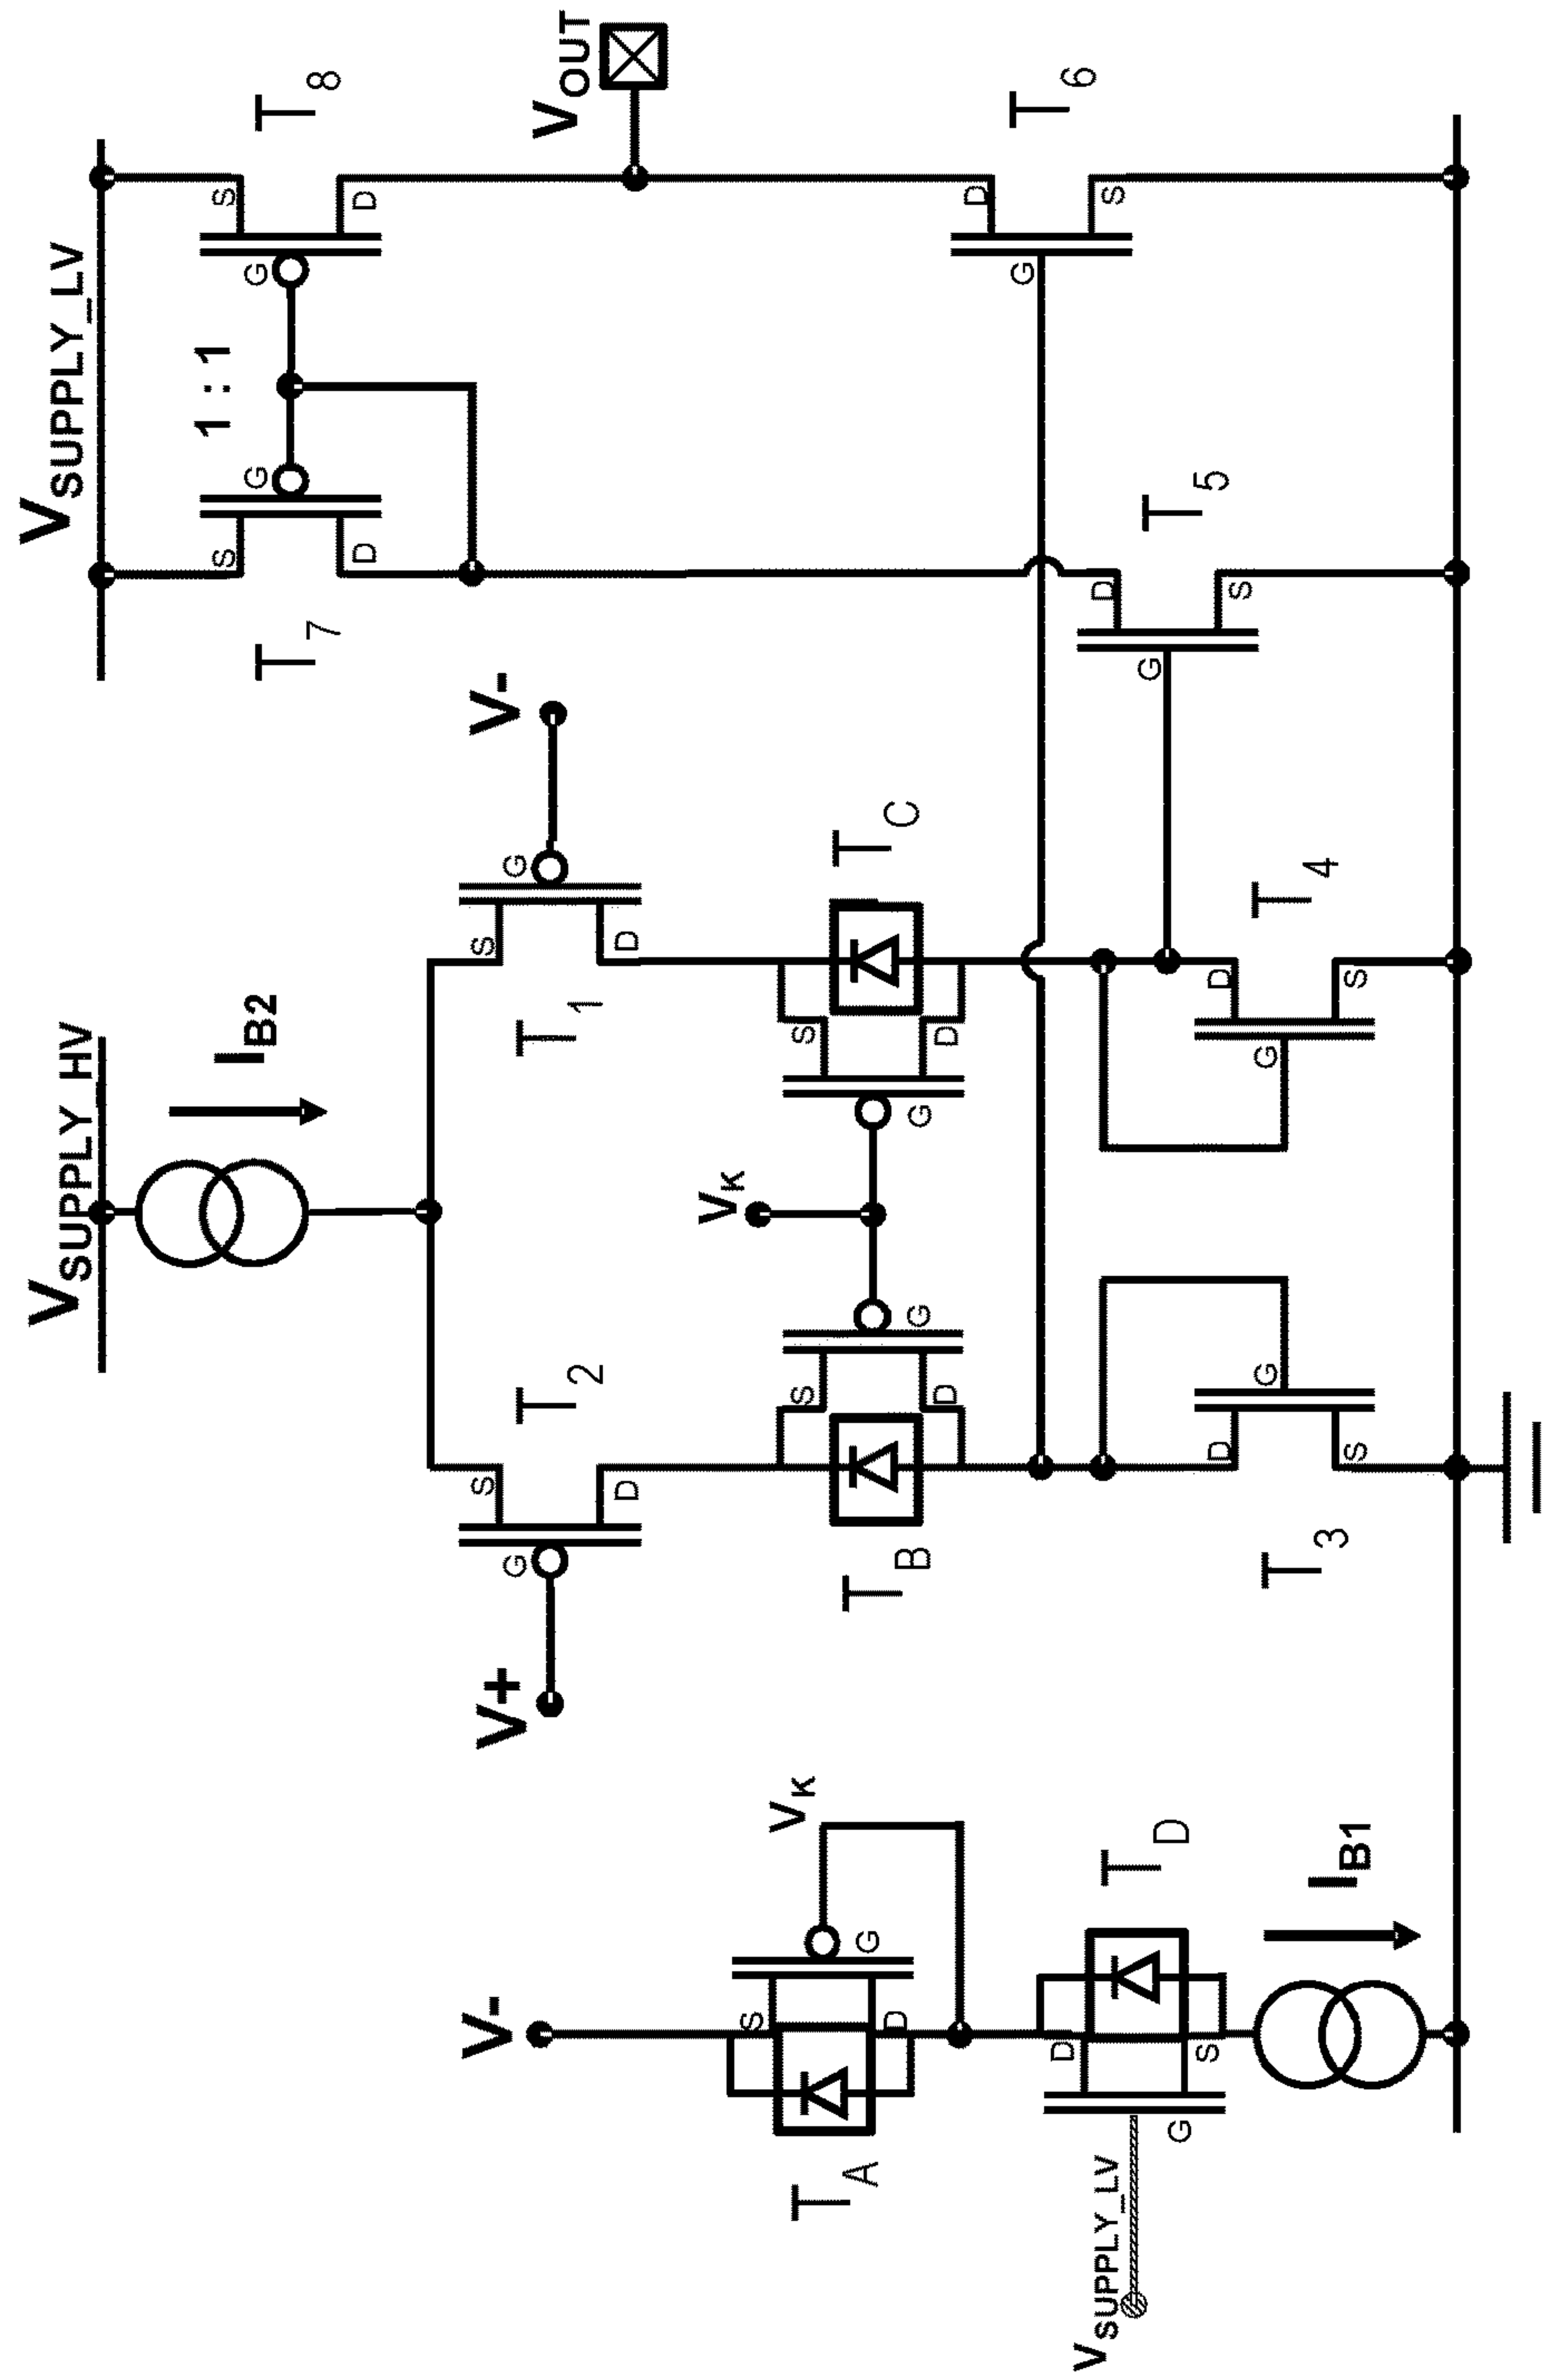 VSUPPLY_HV
VSUPPLY_LV
IB2
S
1 : 1
S
G
G
T7
T8
D
D
V-
V+
S
G
S
G
V-
T2
T1
VOUT
D
D
VK
S
VK
S
S
TA
G
D
TB
G
D
G
D
TC
D
G
T6
S
VSUPPLY_LV
D
TD
G
S
D
G
T5
S
D
G
D
G
T3
T4
IB1
S
S